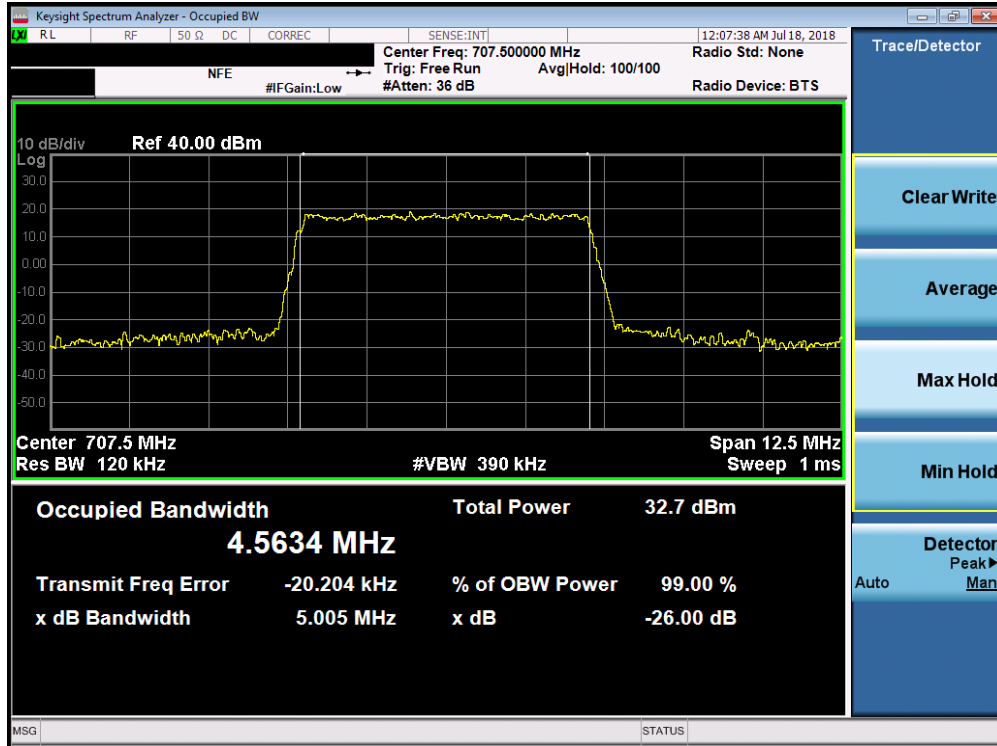 Keysight Spectrum Analyzer - Occupied BW
LXI RL RF 50 Ω DC CORREC SENSE:INT 12:07:38 AM Jul 18, 2018
Center Freq: 707.500000 MHz Radio Std: None
NFE Trig: Free Run Avg|Hold: 100/100
#IFGain:Low #Atten: 36 dB Radio Device: BTS
Trace/Detector
10 dB/div Ref 40.00 dBm
Log
30.0
20.0
10.0
0.00
-10.0
-20.0
-30.0
-40.0
-50.0
Center 707.5 MHz Span 12.5 MHz
Res BW 120 kHz #VBW 390 kHz Sweep 1 ms
Occupied Bandwidth Total Power 32.7 dBm
4.5634 MHz
Transmit Freq Error -20.204 kHz % of OBW Power 99.00 %
x dB Bandwidth 5.005 MHz x dB -26.00 dB
Clear Write
Average
Max Hold
Min Hold
Detector
Peak▶
Auto Man
MSG STATUS